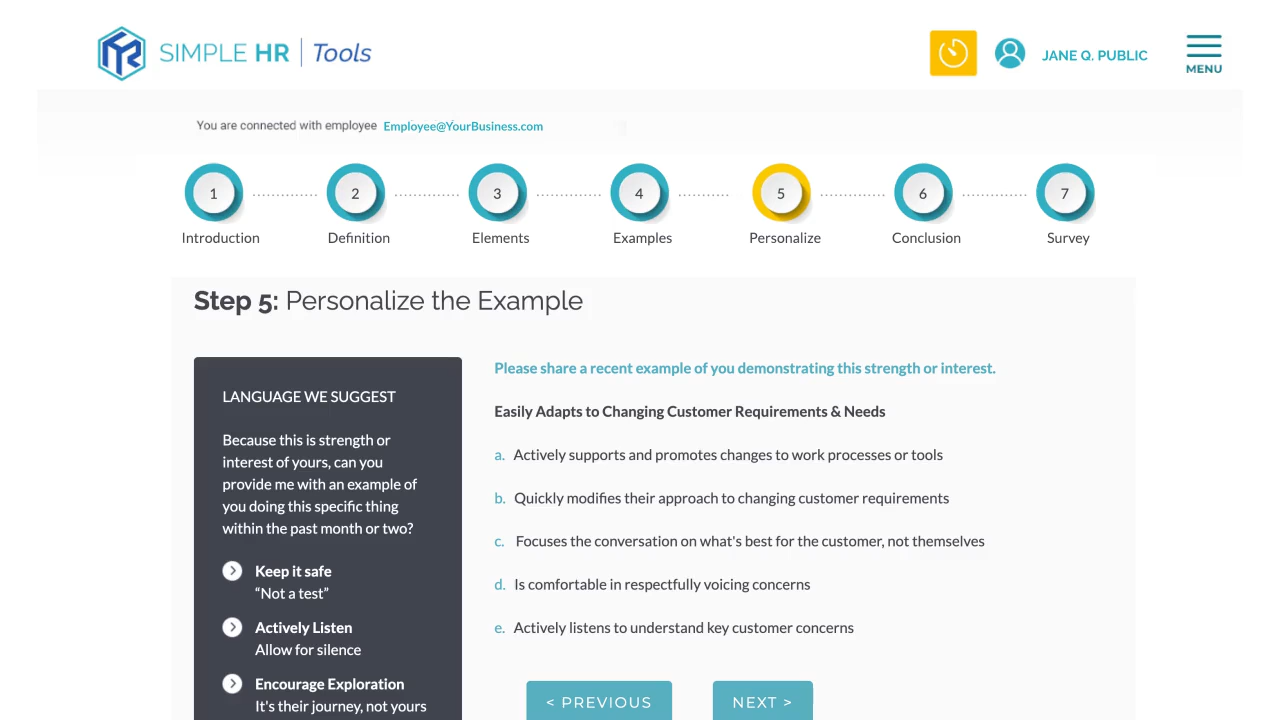 SIMPLE HR | Tools
JANE Q. PUBLIC
MENU
You are connected with employee Employee@YourBusiness.com
1
2
3
4
5
6
7
Introduction
Definition
Elements
Examples
Personalize
Conclusion
Survey
Step 5: Personalize the Example
LANGUAGE WE SUGGEST
Because this is strength or
interest of yours, can you
provide me with an example of
you doing this specific thing
within the past month or two?
Keep it safe
“Not a test”
Actively Listen
Allow for silence
Encourage Exploration
It's their journey, not yours
Please share a recent example of you demonstrating this strength or interest.
Easily Adapts to Changing Customer Requirements & Needs
a. Actively supports and promotes changes to work processes or tools
b. Quickly modifies their approach to changing customer requirements
c. Focuses the conversation on what's best for the customer, not themselves
d. Is comfortable in respectfully voicing concerns
e. Actively listens to understand key customer concerns
< PREVIOUS
NEXT >